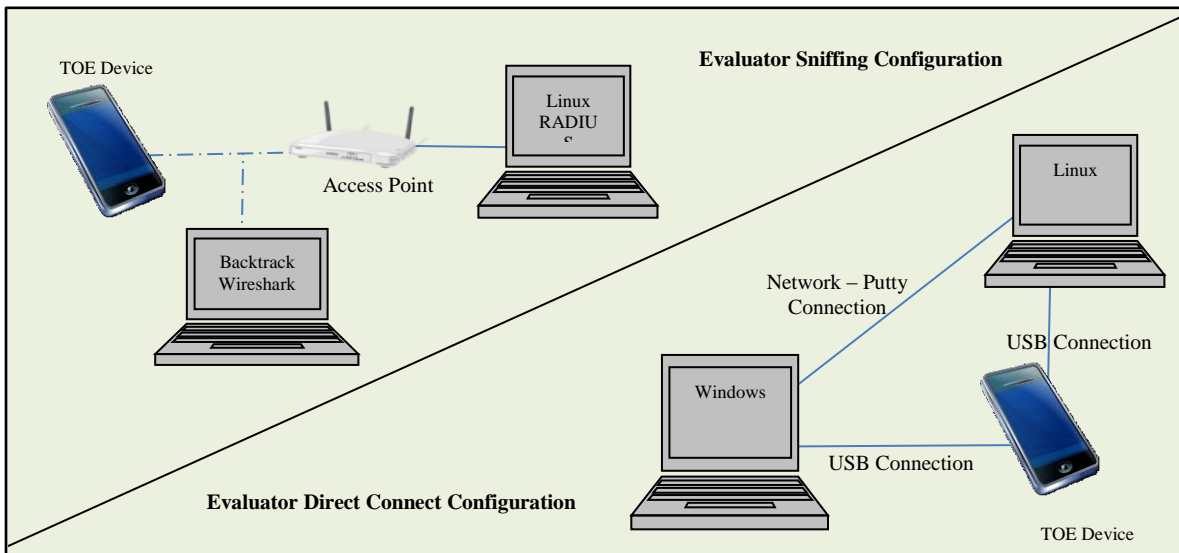 TOE Device
Evaluator Sniffing Configuration
Linux
RADIU
S
Access Point
Backtrack
Wireshark
Linux
Network – Putty
Connection
USB Connection
Windows
USB Connection
Evaluator Direct Connect Configuration
TOE Device